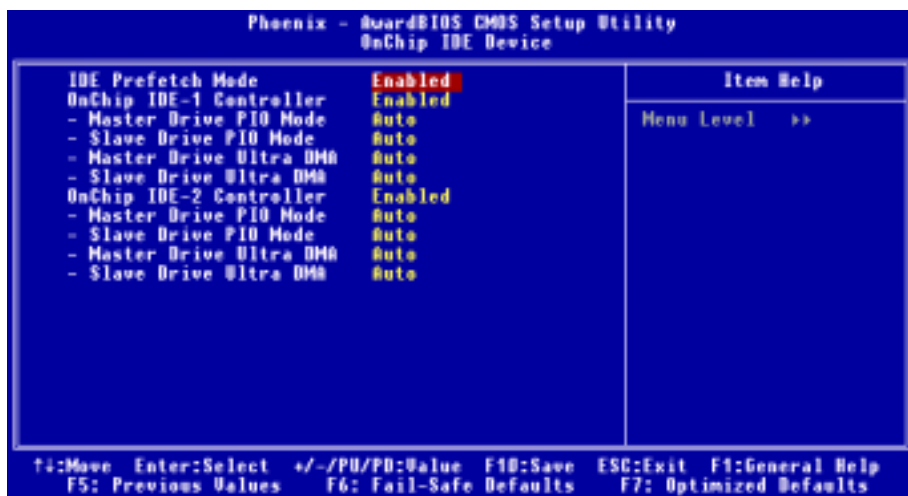 Phoenix - AwardBIOS CMOS Setup Utility
OnChip IDE Device
IDE Prefetch Mode Enabled
OnChip IDE-1 Controller Enabled
- Master Drive PIO Mode Auto
- Slave Drive PIO Mode Auto
- Master Drive Ultra DMA Auto
- Slave Drive Ultra DMA Auto
OnChip IDE-2 Controller Enabled
- Master Drive PIO Mode Auto
- Slave Drive PIO Mode Auto
- Master Drive Ultra DMA Auto
- Slave Drive Ultra DMA Auto
Item Help
Menu Level ▸▸
↑↓:Move Enter:Select +/-/PU/PD:Value F10:Save ESC:Exit F1:General Help
F5: Previous Values F6: Fail-Safe Defaults F7: Optimized Defaults